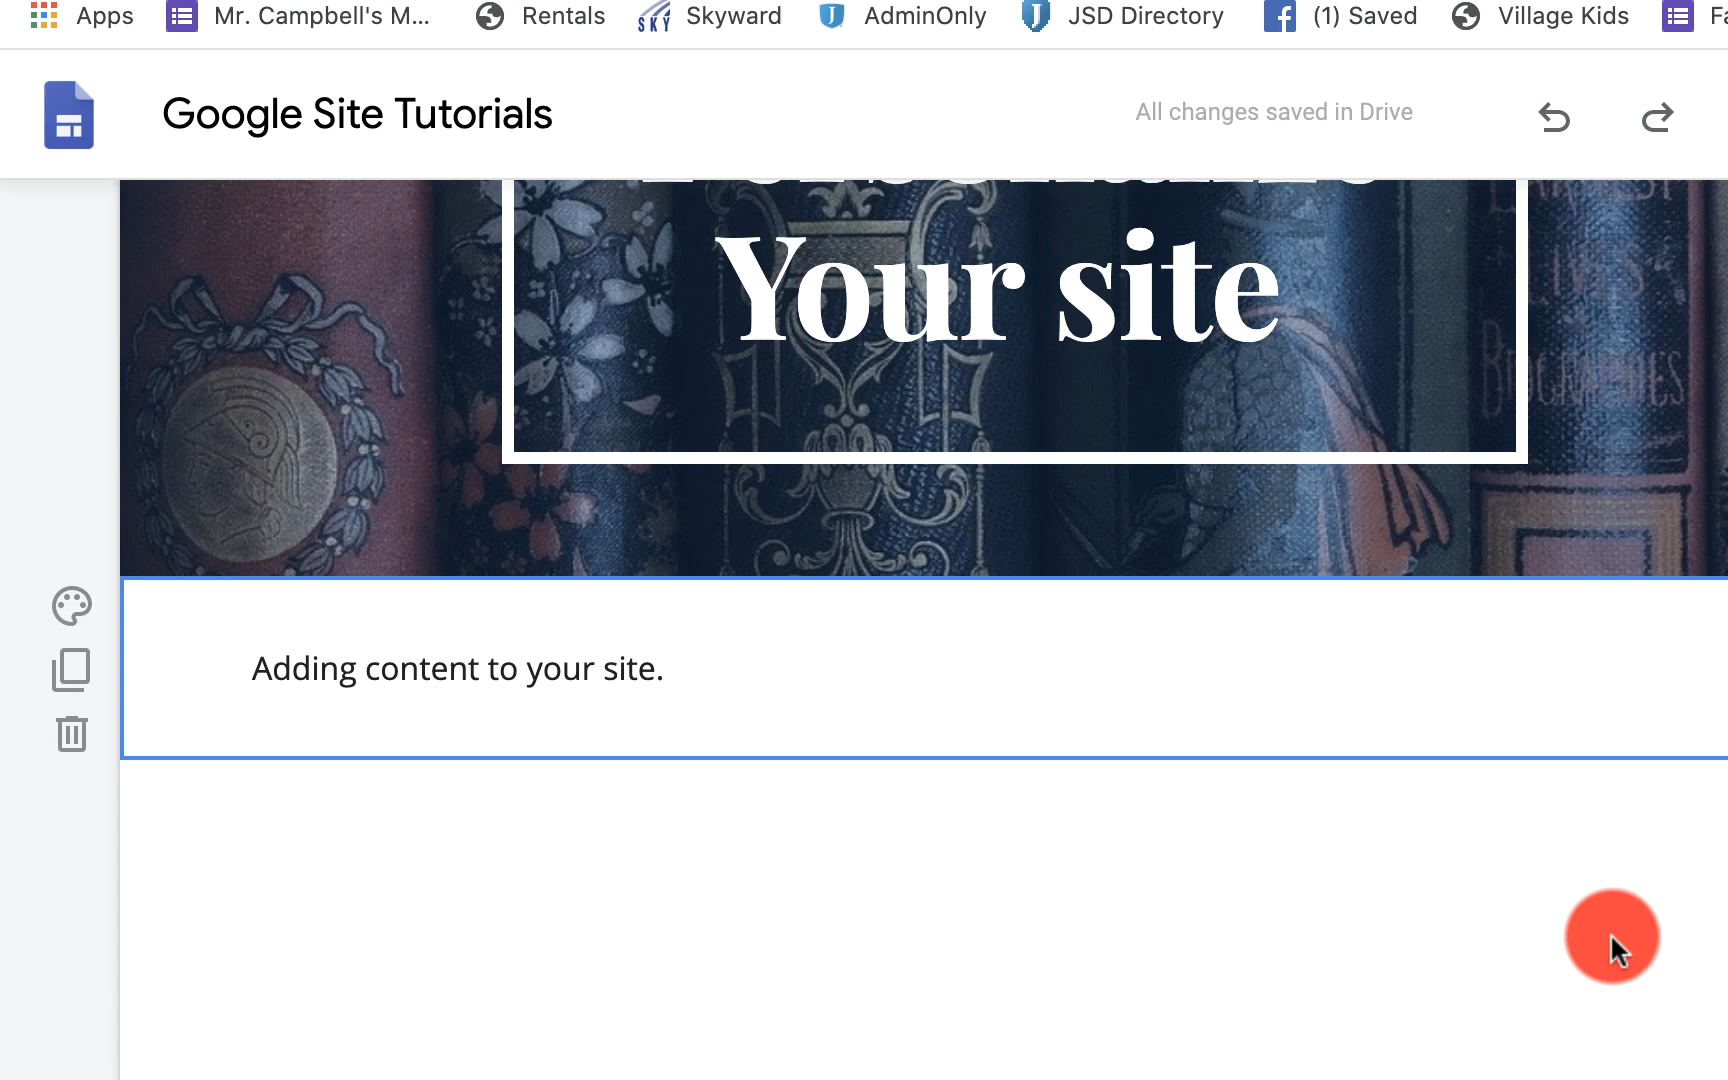 Apps Mr. Campbell's M... Rentals SKY Skyward J AdminOnly J JSD Directory (1) Saved Village Kids
Google Site Tutorials All changes saved in Drive
Your site
Adding content to your site.